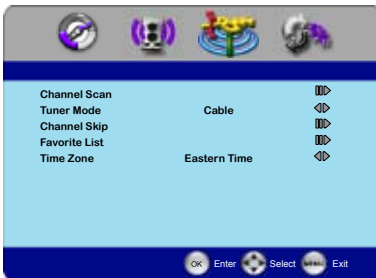 Channel Scan
Tuner Mode Cable
Channel Skip
Favorite List
Time Zone Eastern Time
OK Enter Select MENU Exit